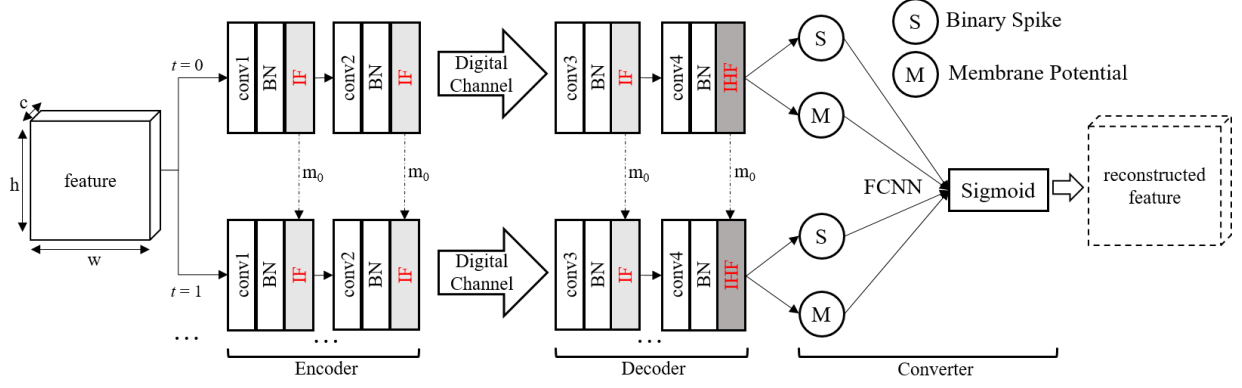 S
Binary Spike
M
Membrane Potential
t = 0
conv1
BN
IF
conv2
BN
IF
Digital
Channel
conv3
BN
IF
conv4
BN
IHF
S
M
c
h
feature
w
m0
m0
m0
m0
FCNN
Sigmoid
reconstructed
feature
t = 1
conv1
BN
IF
conv2
BN
IF
Digital
Channel
conv3
BN
IF
conv4
BN
IHF
S
M
...
...
...
Encoder
Decoder
Converter